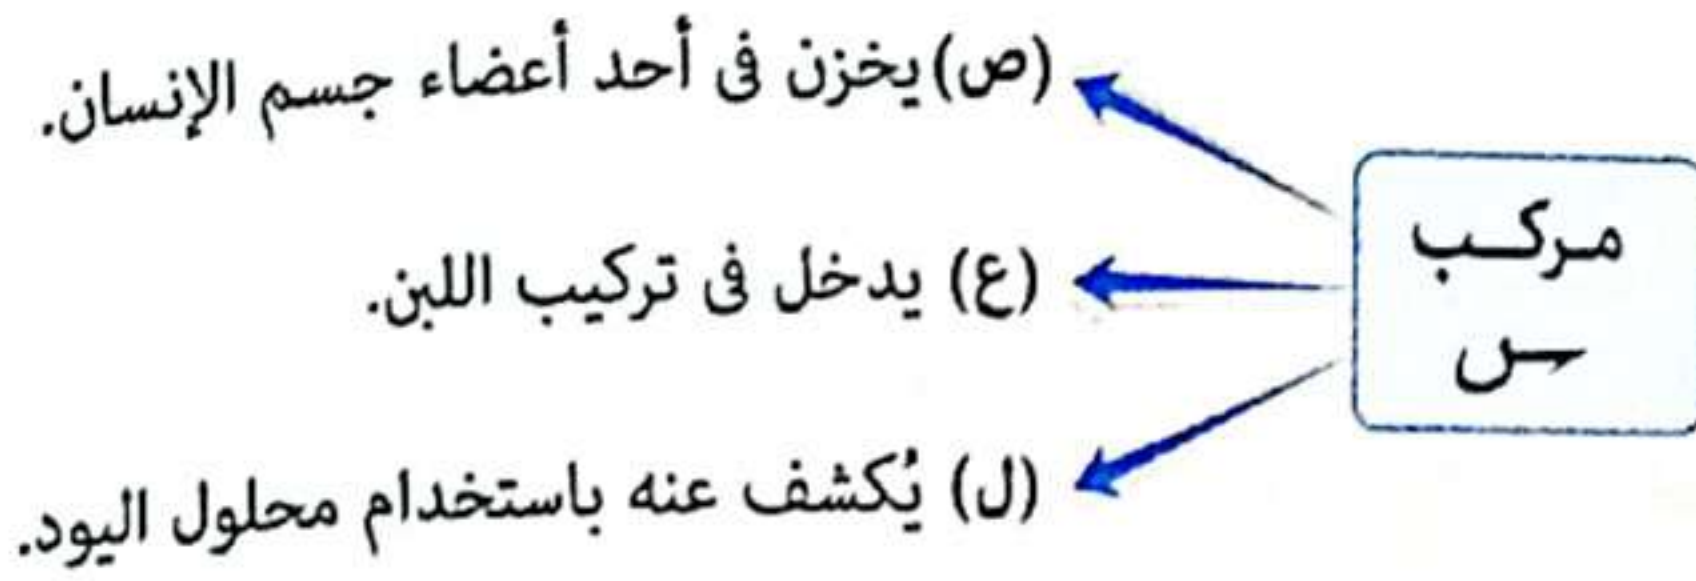 (ص) يخزن فى أحد أعضاء جسم الإنسان.
مركب
س
(ع) يدخل فى تركيب اللبن.
(ل) يُكشف عنه باستخدام محلول اليود.